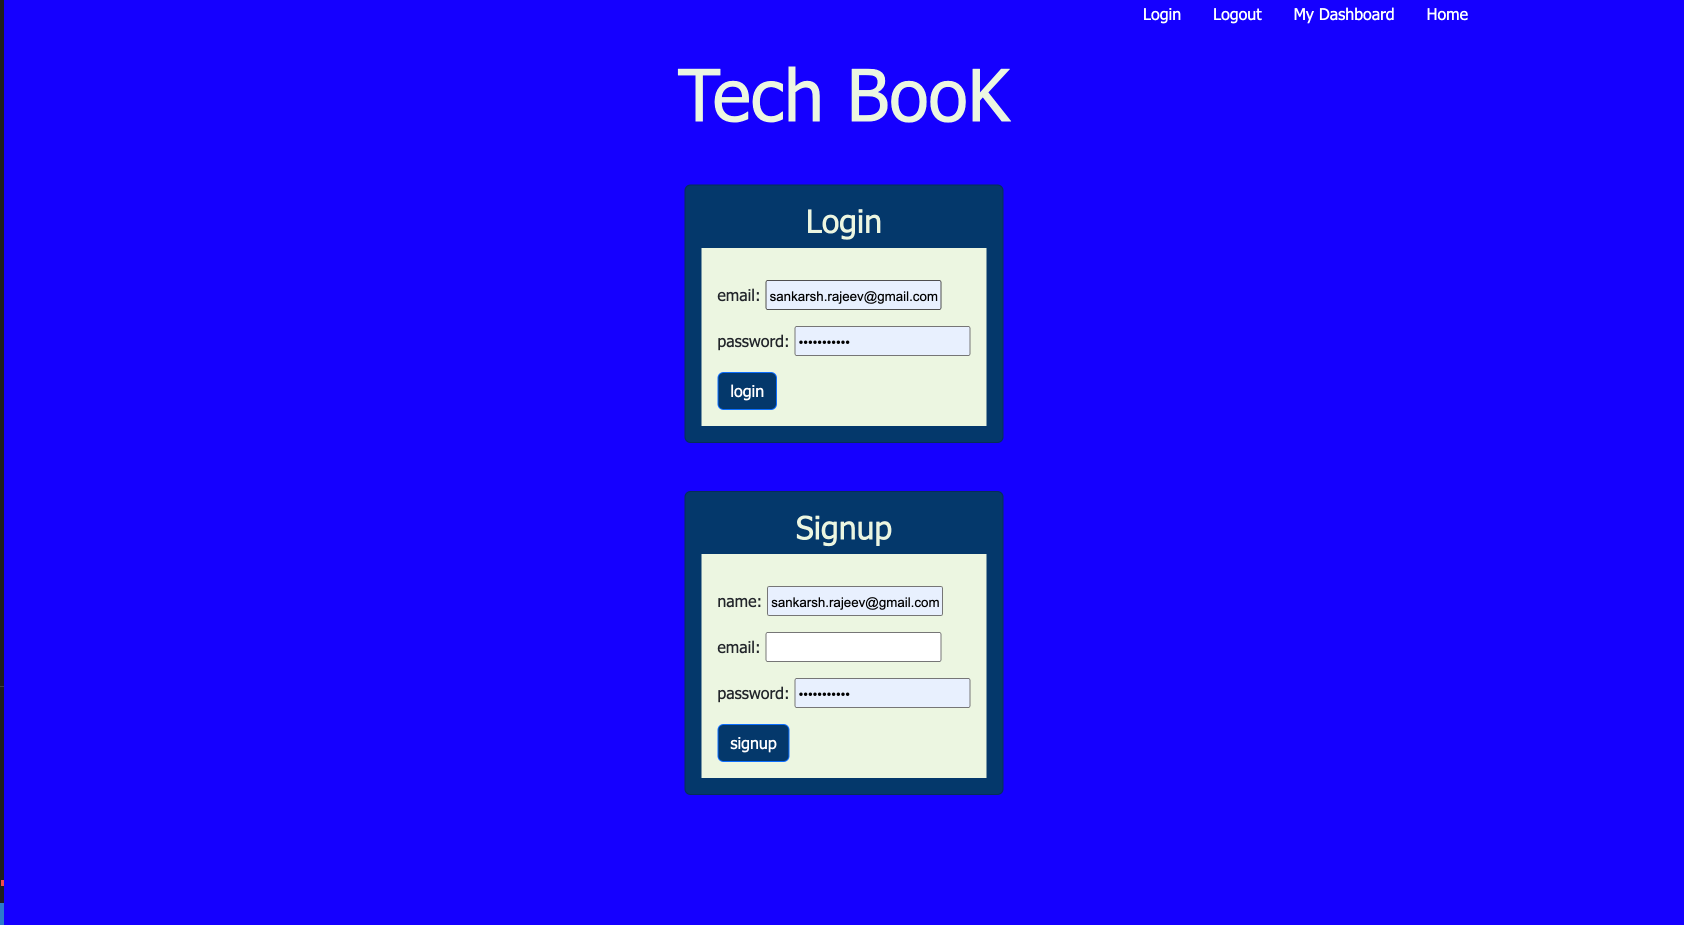 Login Logout My Dashboard Home
Tech BooK
Login
email: sankarsh.rajeev@gmail.com
password: •••••••••••
login
Signup
name: sankarsh.rajeev@gmail.com
email:
password: •••••••••••
signup